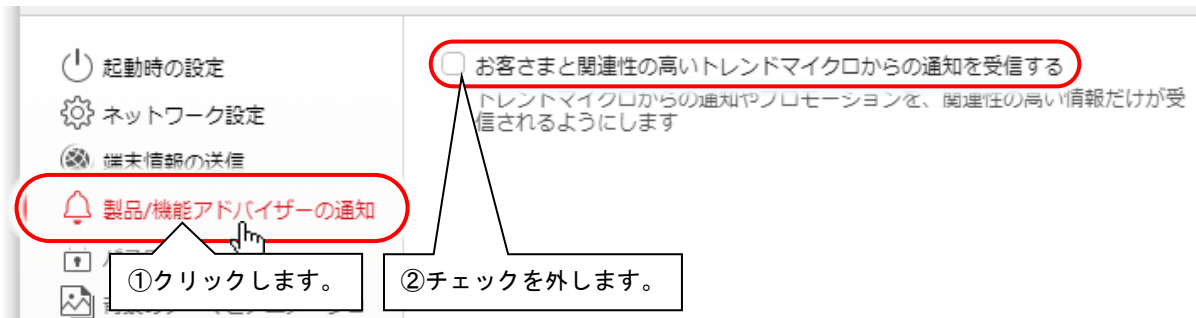 起動時の設定
ネットワーク設定
端末情報の送信
製品/機能アドバイザーの通知
お客さまと関連性の高いトレンドマイクロからの通知を受信する
トレンドマイクロからの通知やプロモーションを、関連性の高い情報だけが受
信されるようにします
①クリックします。
②チェックを外します。